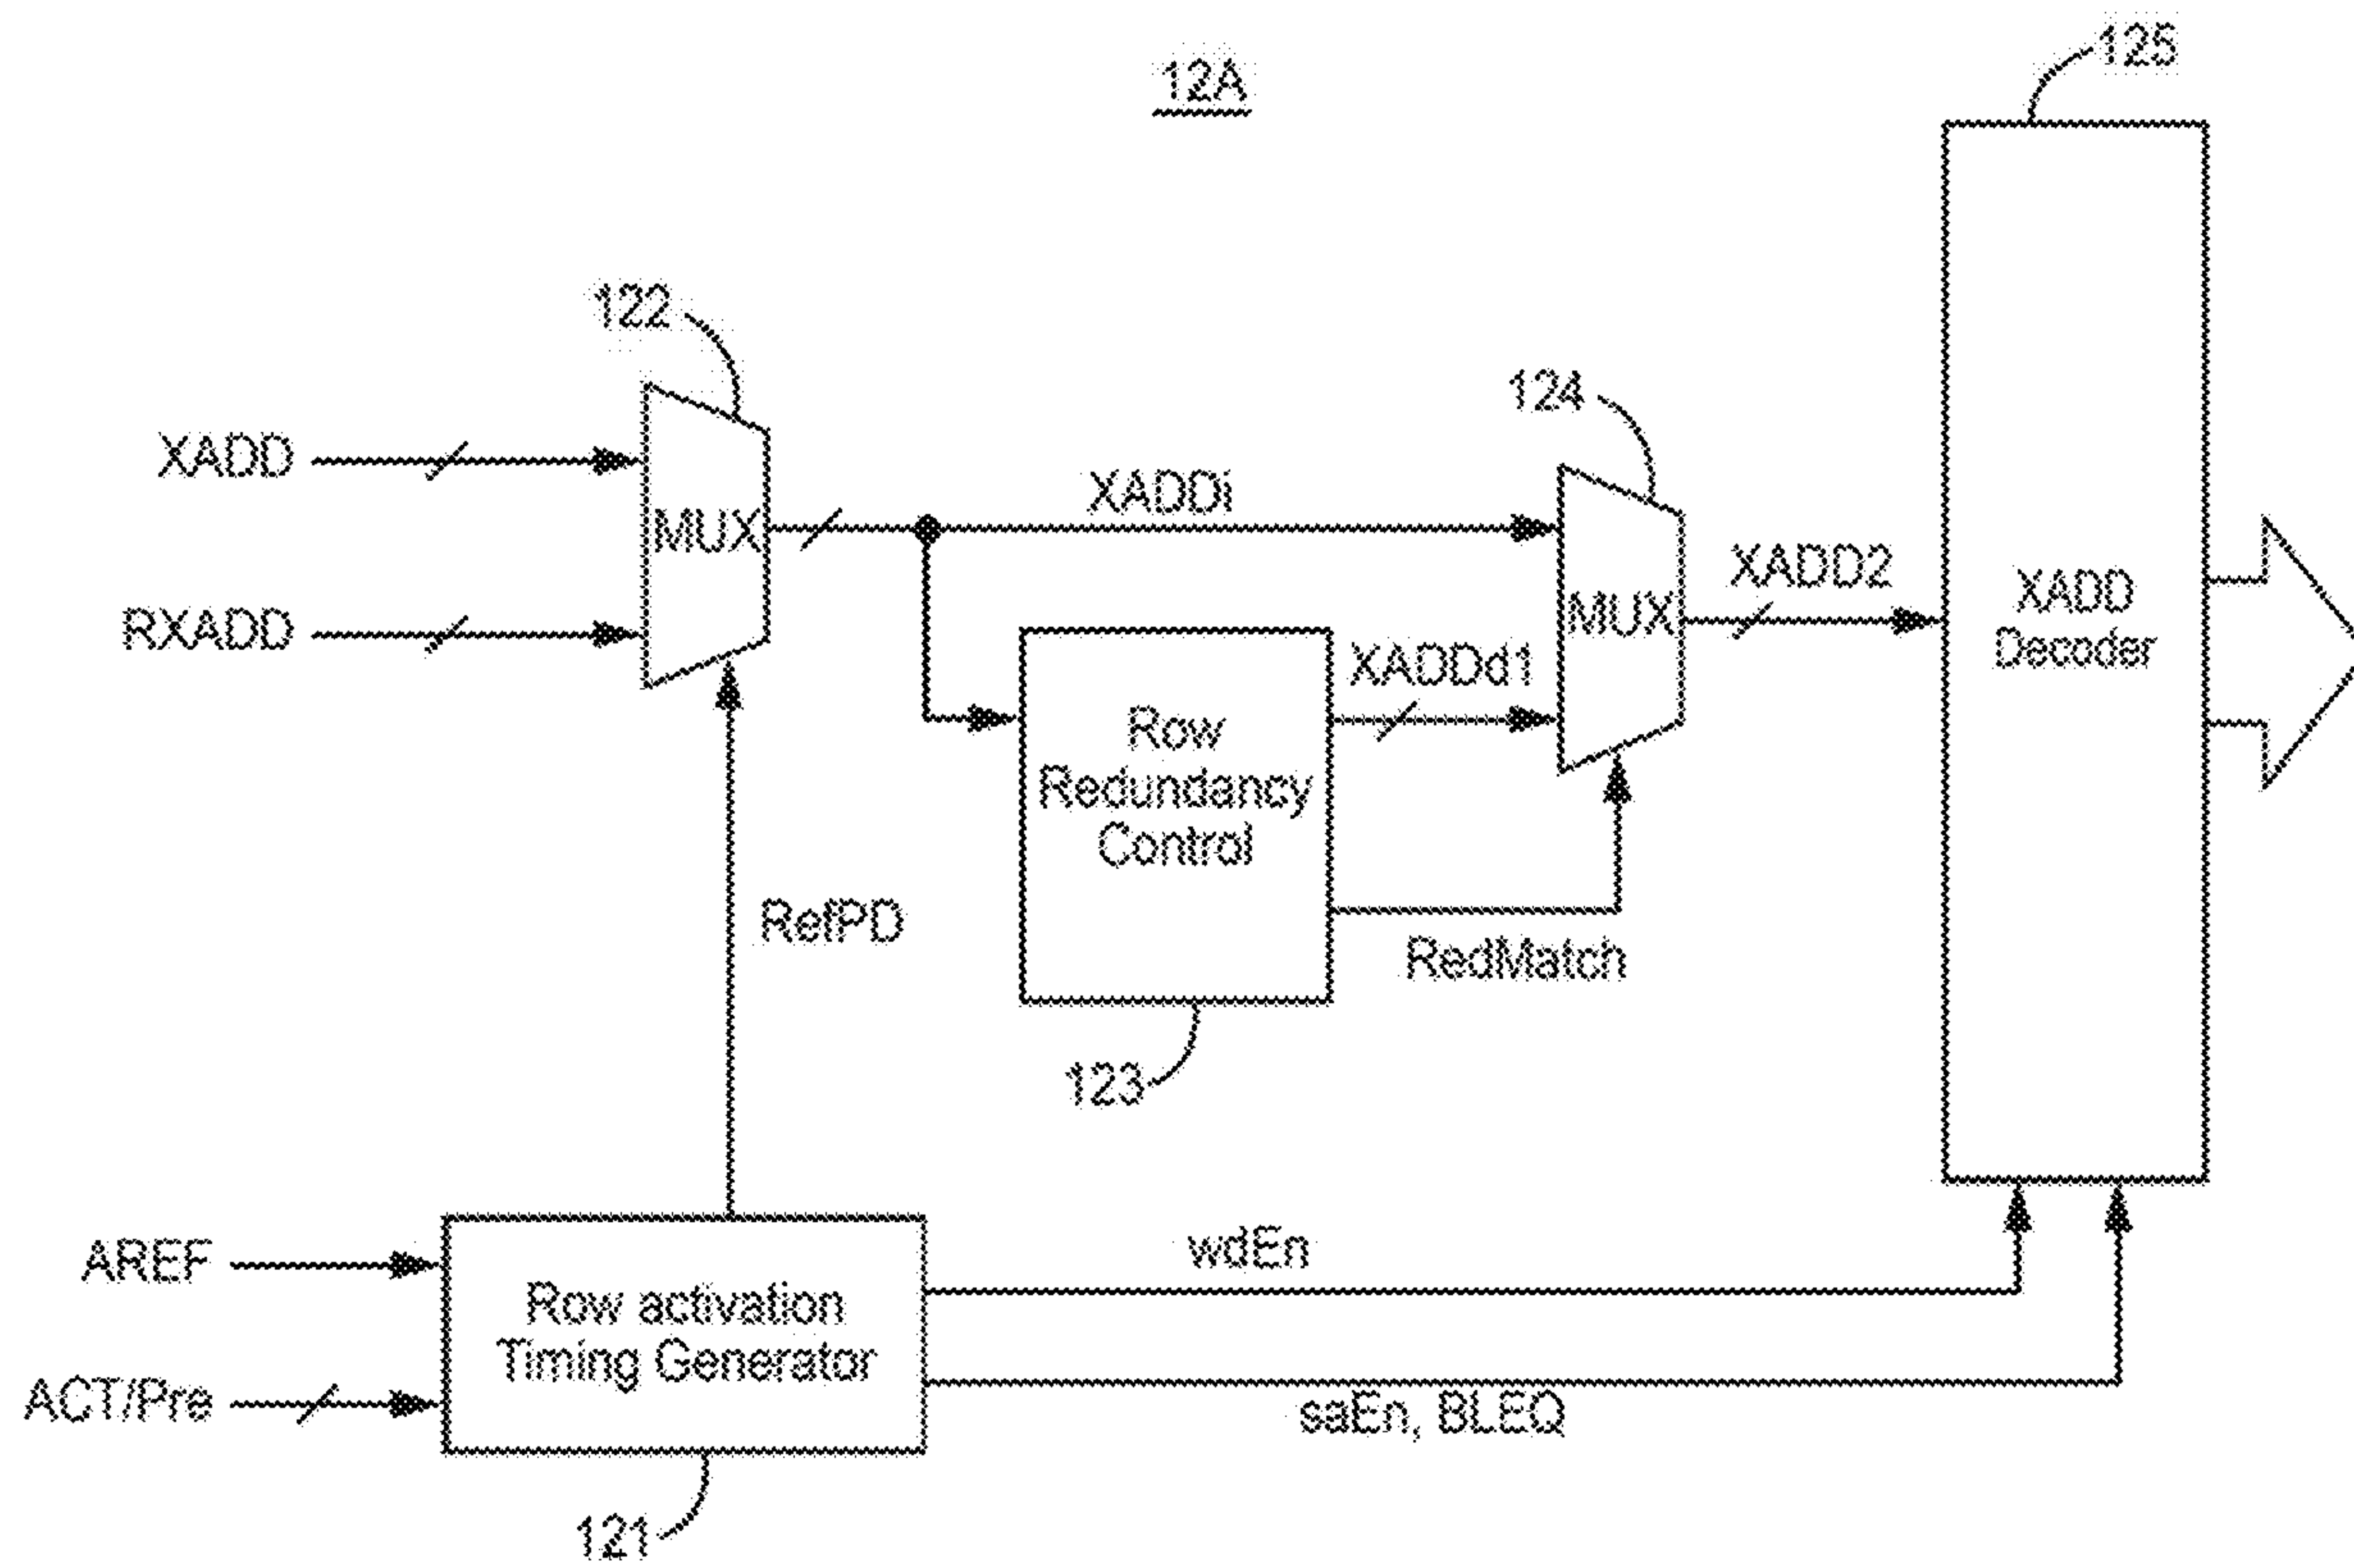 12A
125
122
124
XADD
XADDi
MUX
XADD2
RXADD
MUX
XADD
Decoder
XADDd1
Row
Redundancy
Control
RefPD
RedMatch
123
AREF
wdEn
Row activation
Timing Generator
ACT/Pre
saEn, BLEQ
121